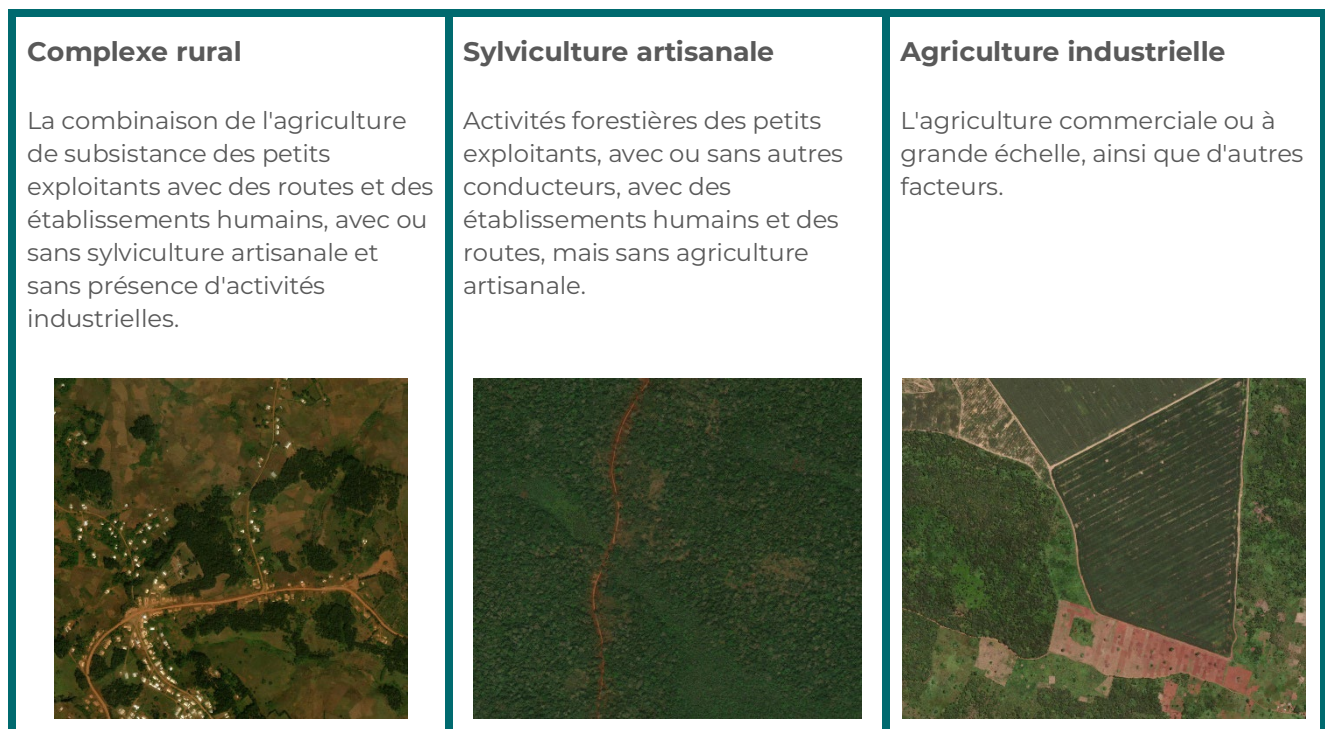 Complexe rural
La combinaison de l'agriculture
de subsistance des petits
exploitants avec des routes et des
établissements humains, avec ou
sans sylviculture artisanale et
sans présence d'activités
industrielles.
Sylviculture artisanale
Activités forestières des petits
exploitants, avec ou sans autres
conducteurs, avec des
établissements humains et des
routes, mais sans agriculture
artisanale.
Agriculture industrielle
L'agriculture commerciale ou à
grande échelle, ainsi que d'autres
facteurs.